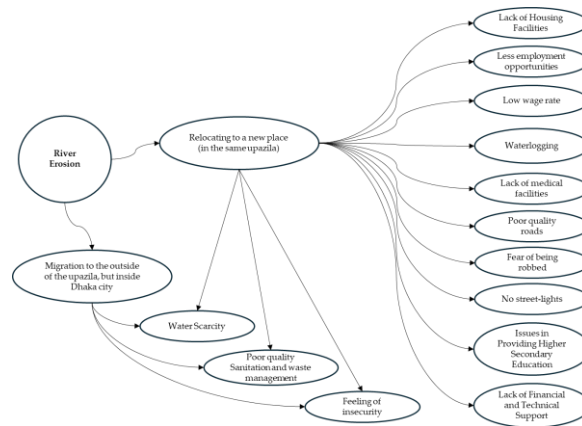 River
Erosion
Relocating to a new place
(in the same upazila)
Migration to the outside
of the upazila, but inside
Dhaka city
Water Scarcity
Poor quality
Sanitation and waste
management
Feeling of
insecurity
Lack of Housing
Facilities
Less employment
opportunities
Low wage rate
Waterlogging
Lack of medical
facilities
Poor quality
roads
Fear of being
robbed
No street-lights
Issues in
Providing Higher
Secondary
Education
Lack of Financial
and Technical
Support